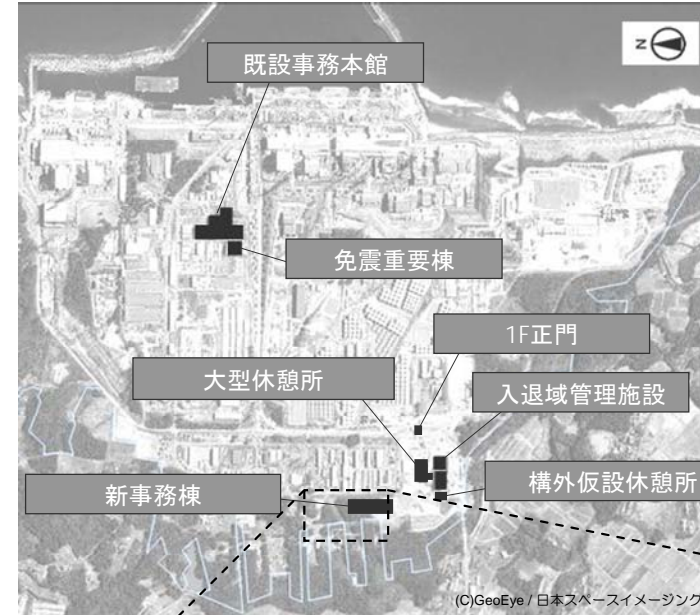 N
既設事務本館
免震重要棟
1F正門
大型休憩所
入退域管理施設
構外仮設休憩所
新事務棟
(C)GeoEye / 日本スペースイメージング